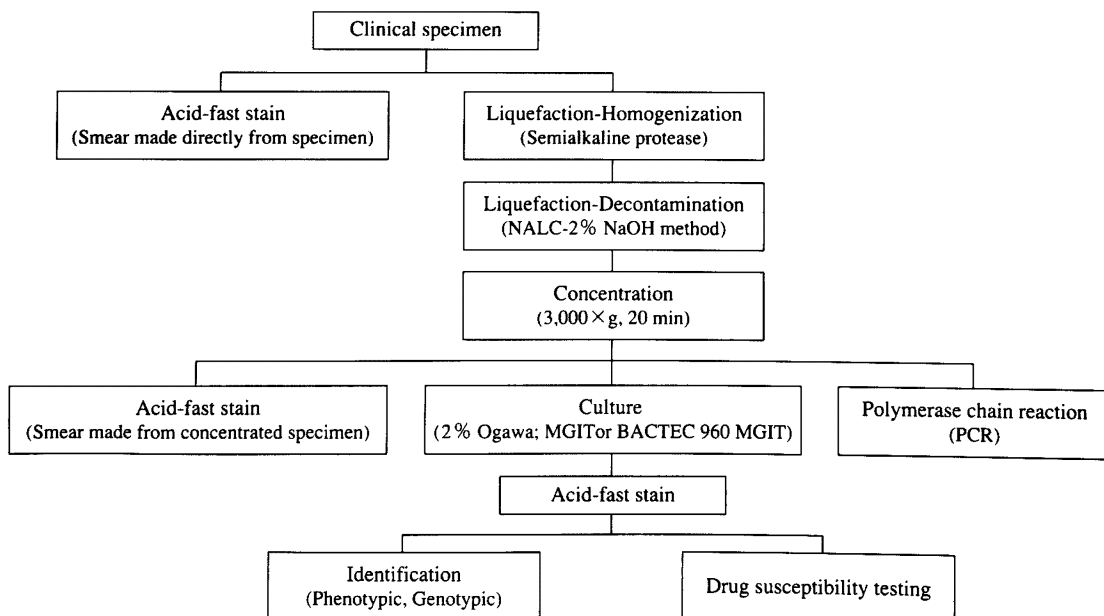 Clinical specimen
Acid-fast stain
(Smear made directly from specimen)
Liquefaction-Homogenization
(Semialkaline protease)
Liquefaction-Decontamination
(NALC-2% NaOH method)
Concentration
(3,000×g, 20 min)
Acid-fast stain
(Smear made from concentrated specimen)
Culture
(2% Ogawa; MGITor BACTEC 960 MGIT)
Polymerase chain reaction
(PCR)
Acid-fast stain
Identification
(Phenotypic, Genotypic)
Drug susceptibility testing